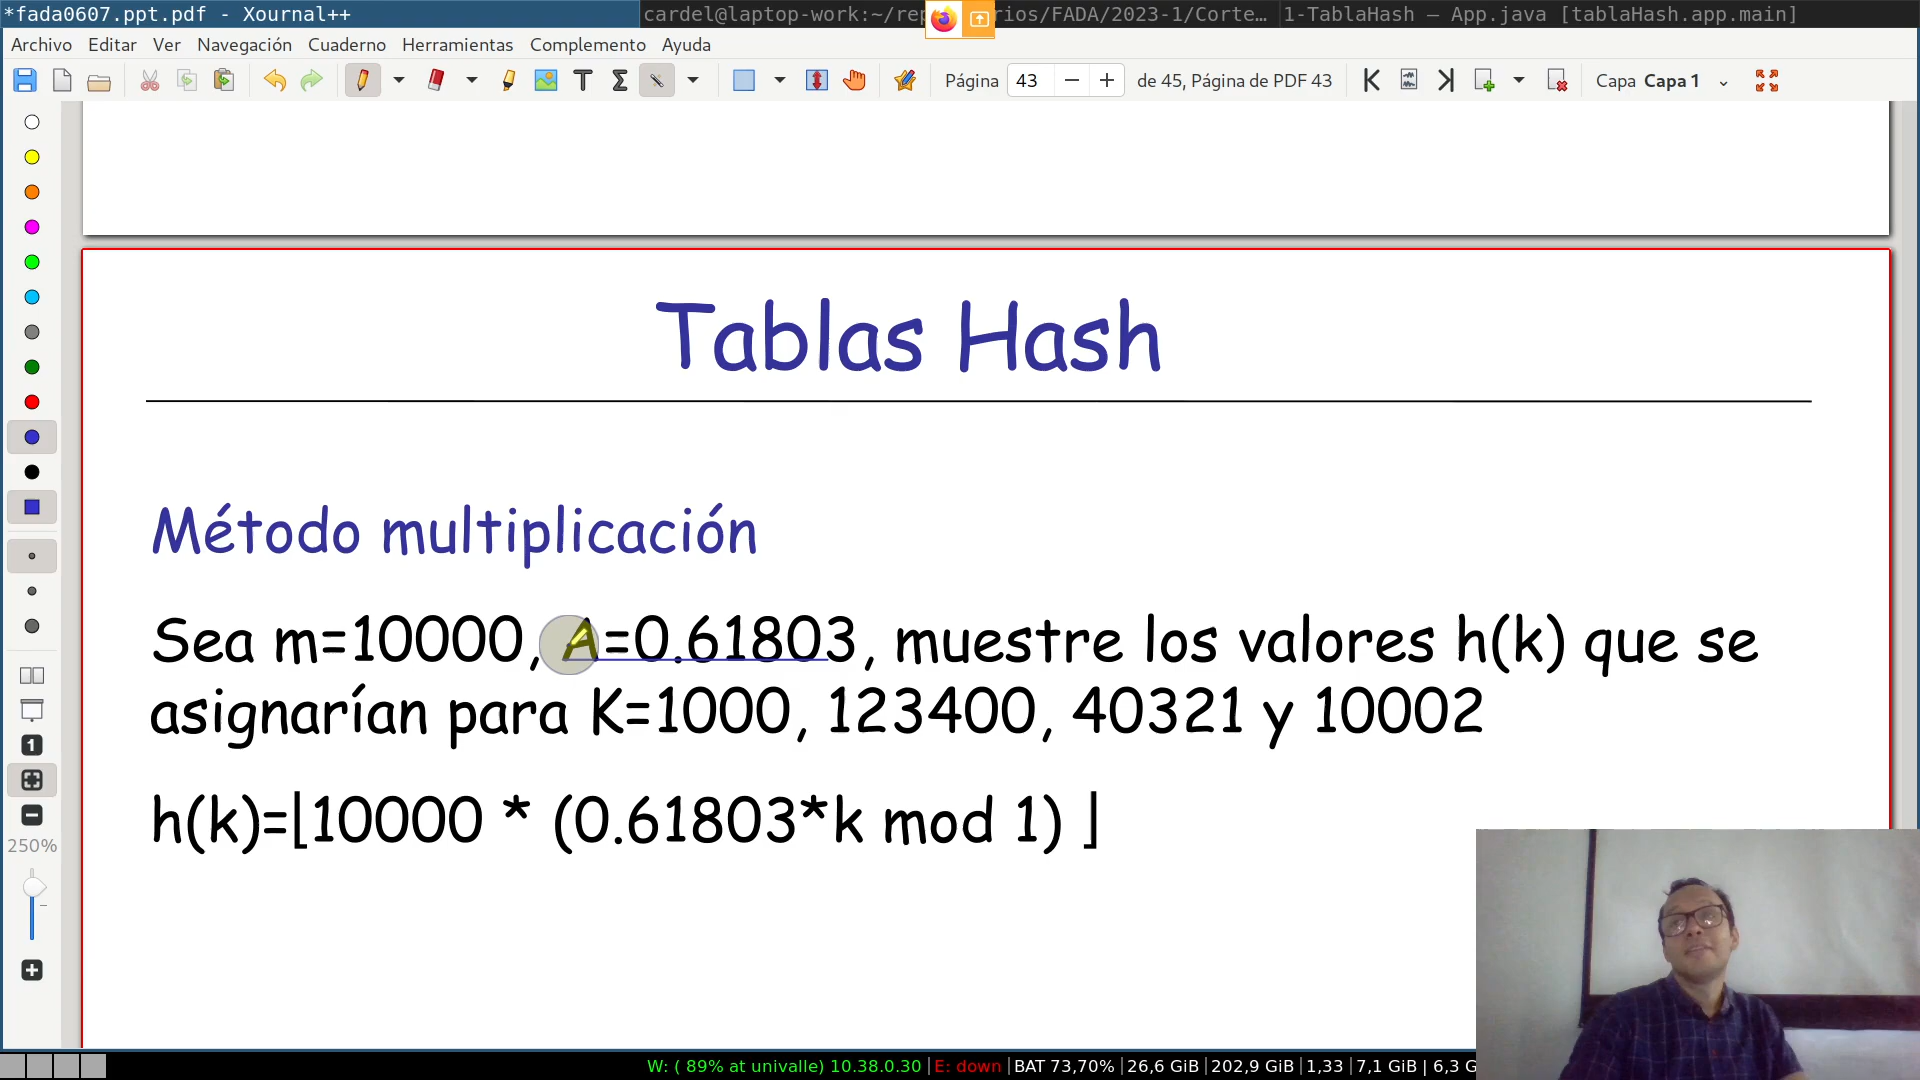 *fada0607.ppt.pdf - Xournal++
cardel@laptop-work:~/rep
rios/FADA/2023-1/Corte...
1-TablaHash – App.java [tablaHash.app.main]
Archivo Editar Ver Navegación Cuaderno Herramientas Complemento Ayuda
Página 43 de 45, Página de PDF 43 Capa Capa 1
Tablas Hash
Método multiplicación
Sea m=10000, A=0.61803, muestre los valores h(k) que se
asignarían para K=1000, 123400, 40321 y 10002
h(k)=⌊10000 * (0.61803*k mod 1) ⌋
1
250%
W: ( 89% at univalle) 10.38.0.30 |E: down |BAT 73,70% |26,6 GiB |202,9 GiB |1,33 |7,1 GiB | 6,3 G